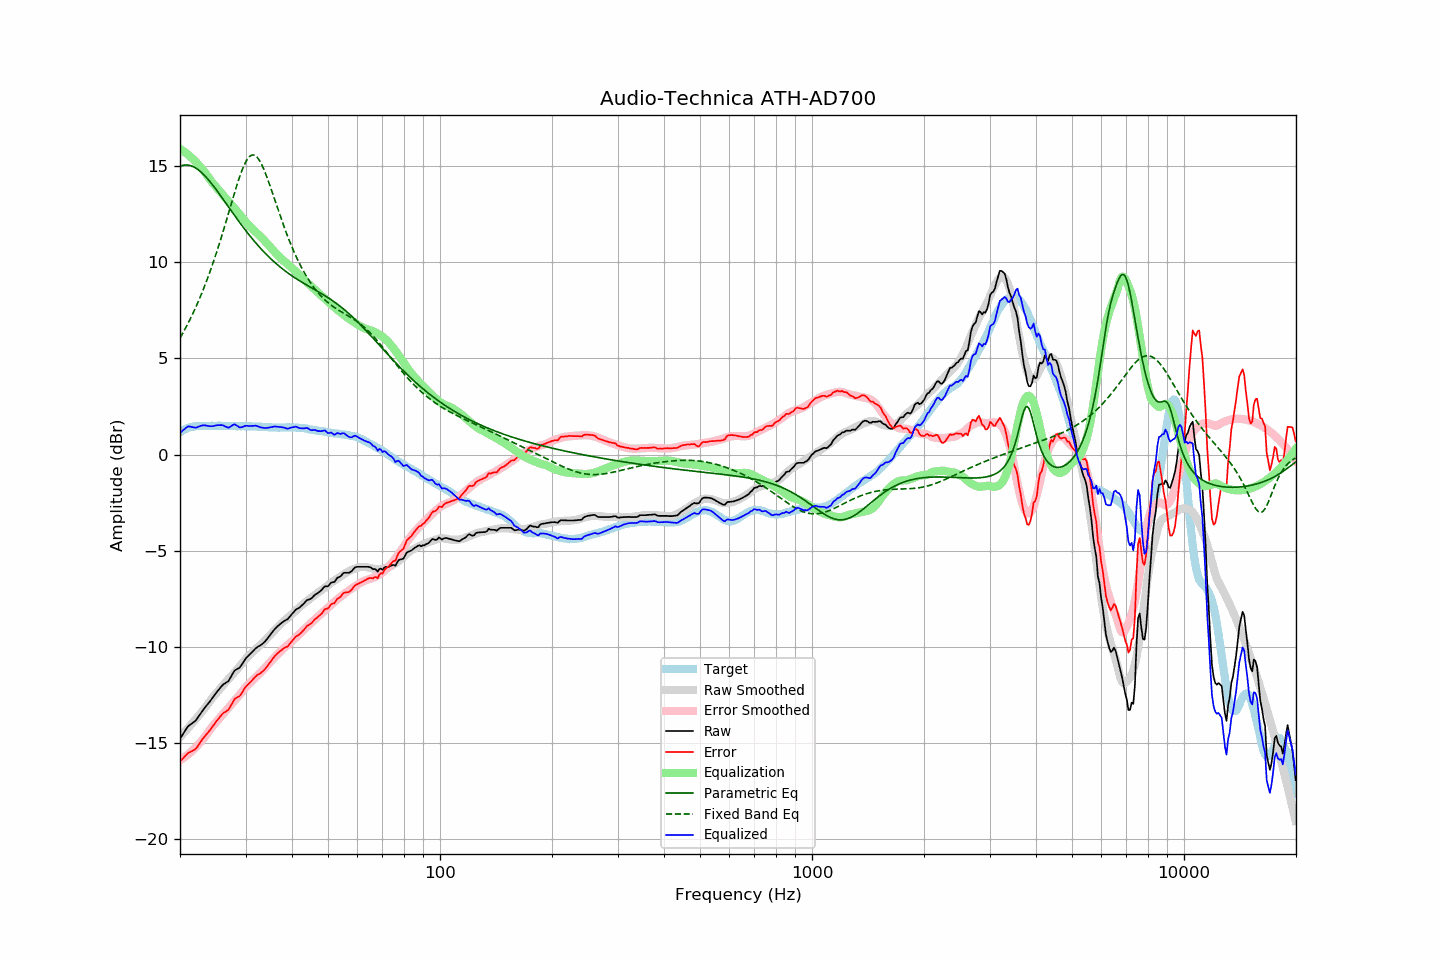 Audio-Technica ATH-AD700
Amplitude (dBr)
15
10
5
0
−5
−10
−15
−20
Target
Raw Smoothed
Error Smoothed
Raw
Error
Equalization
Parametric Eq
Fixed Band Eq
Equalized
100
1000
10000
Frequency (Hz)